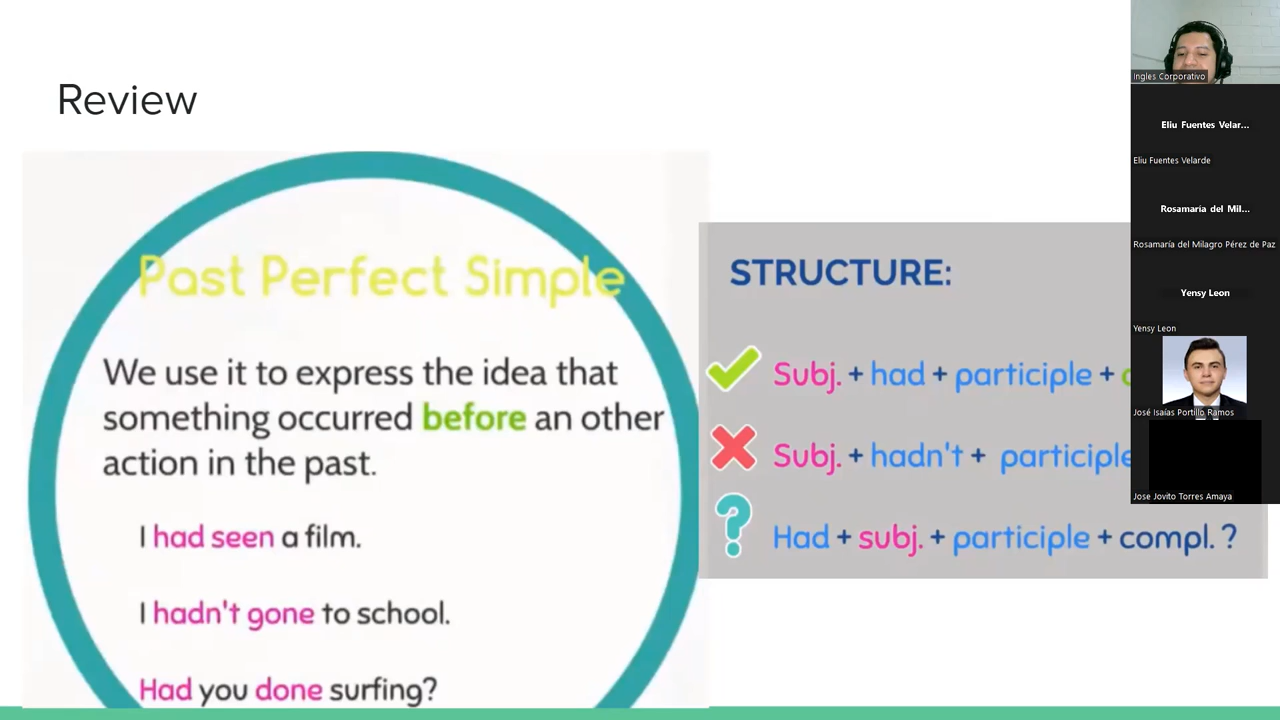 Review
Past Perfect Simple
We use it to express the idea that
something occurred before an other
action in the past.
I had seen a film.
I hadn't gone to school.
Had you done surfing?
STRUCTURE:
Subj. + had + participle +
Subj. + hadn't + participle
? Had + subj. + participle + compl. ?
Ingles Corporativo
Eliu Fuentes Velar...
Eliu Fuentes Velarde
Rosamaría del Mil...
Rosamaría del Milagro Pérez de Paz
Yensy Leon
Yensy Leon
José Isaías Portillo Ramos
Jose Jovito Torres Amaya